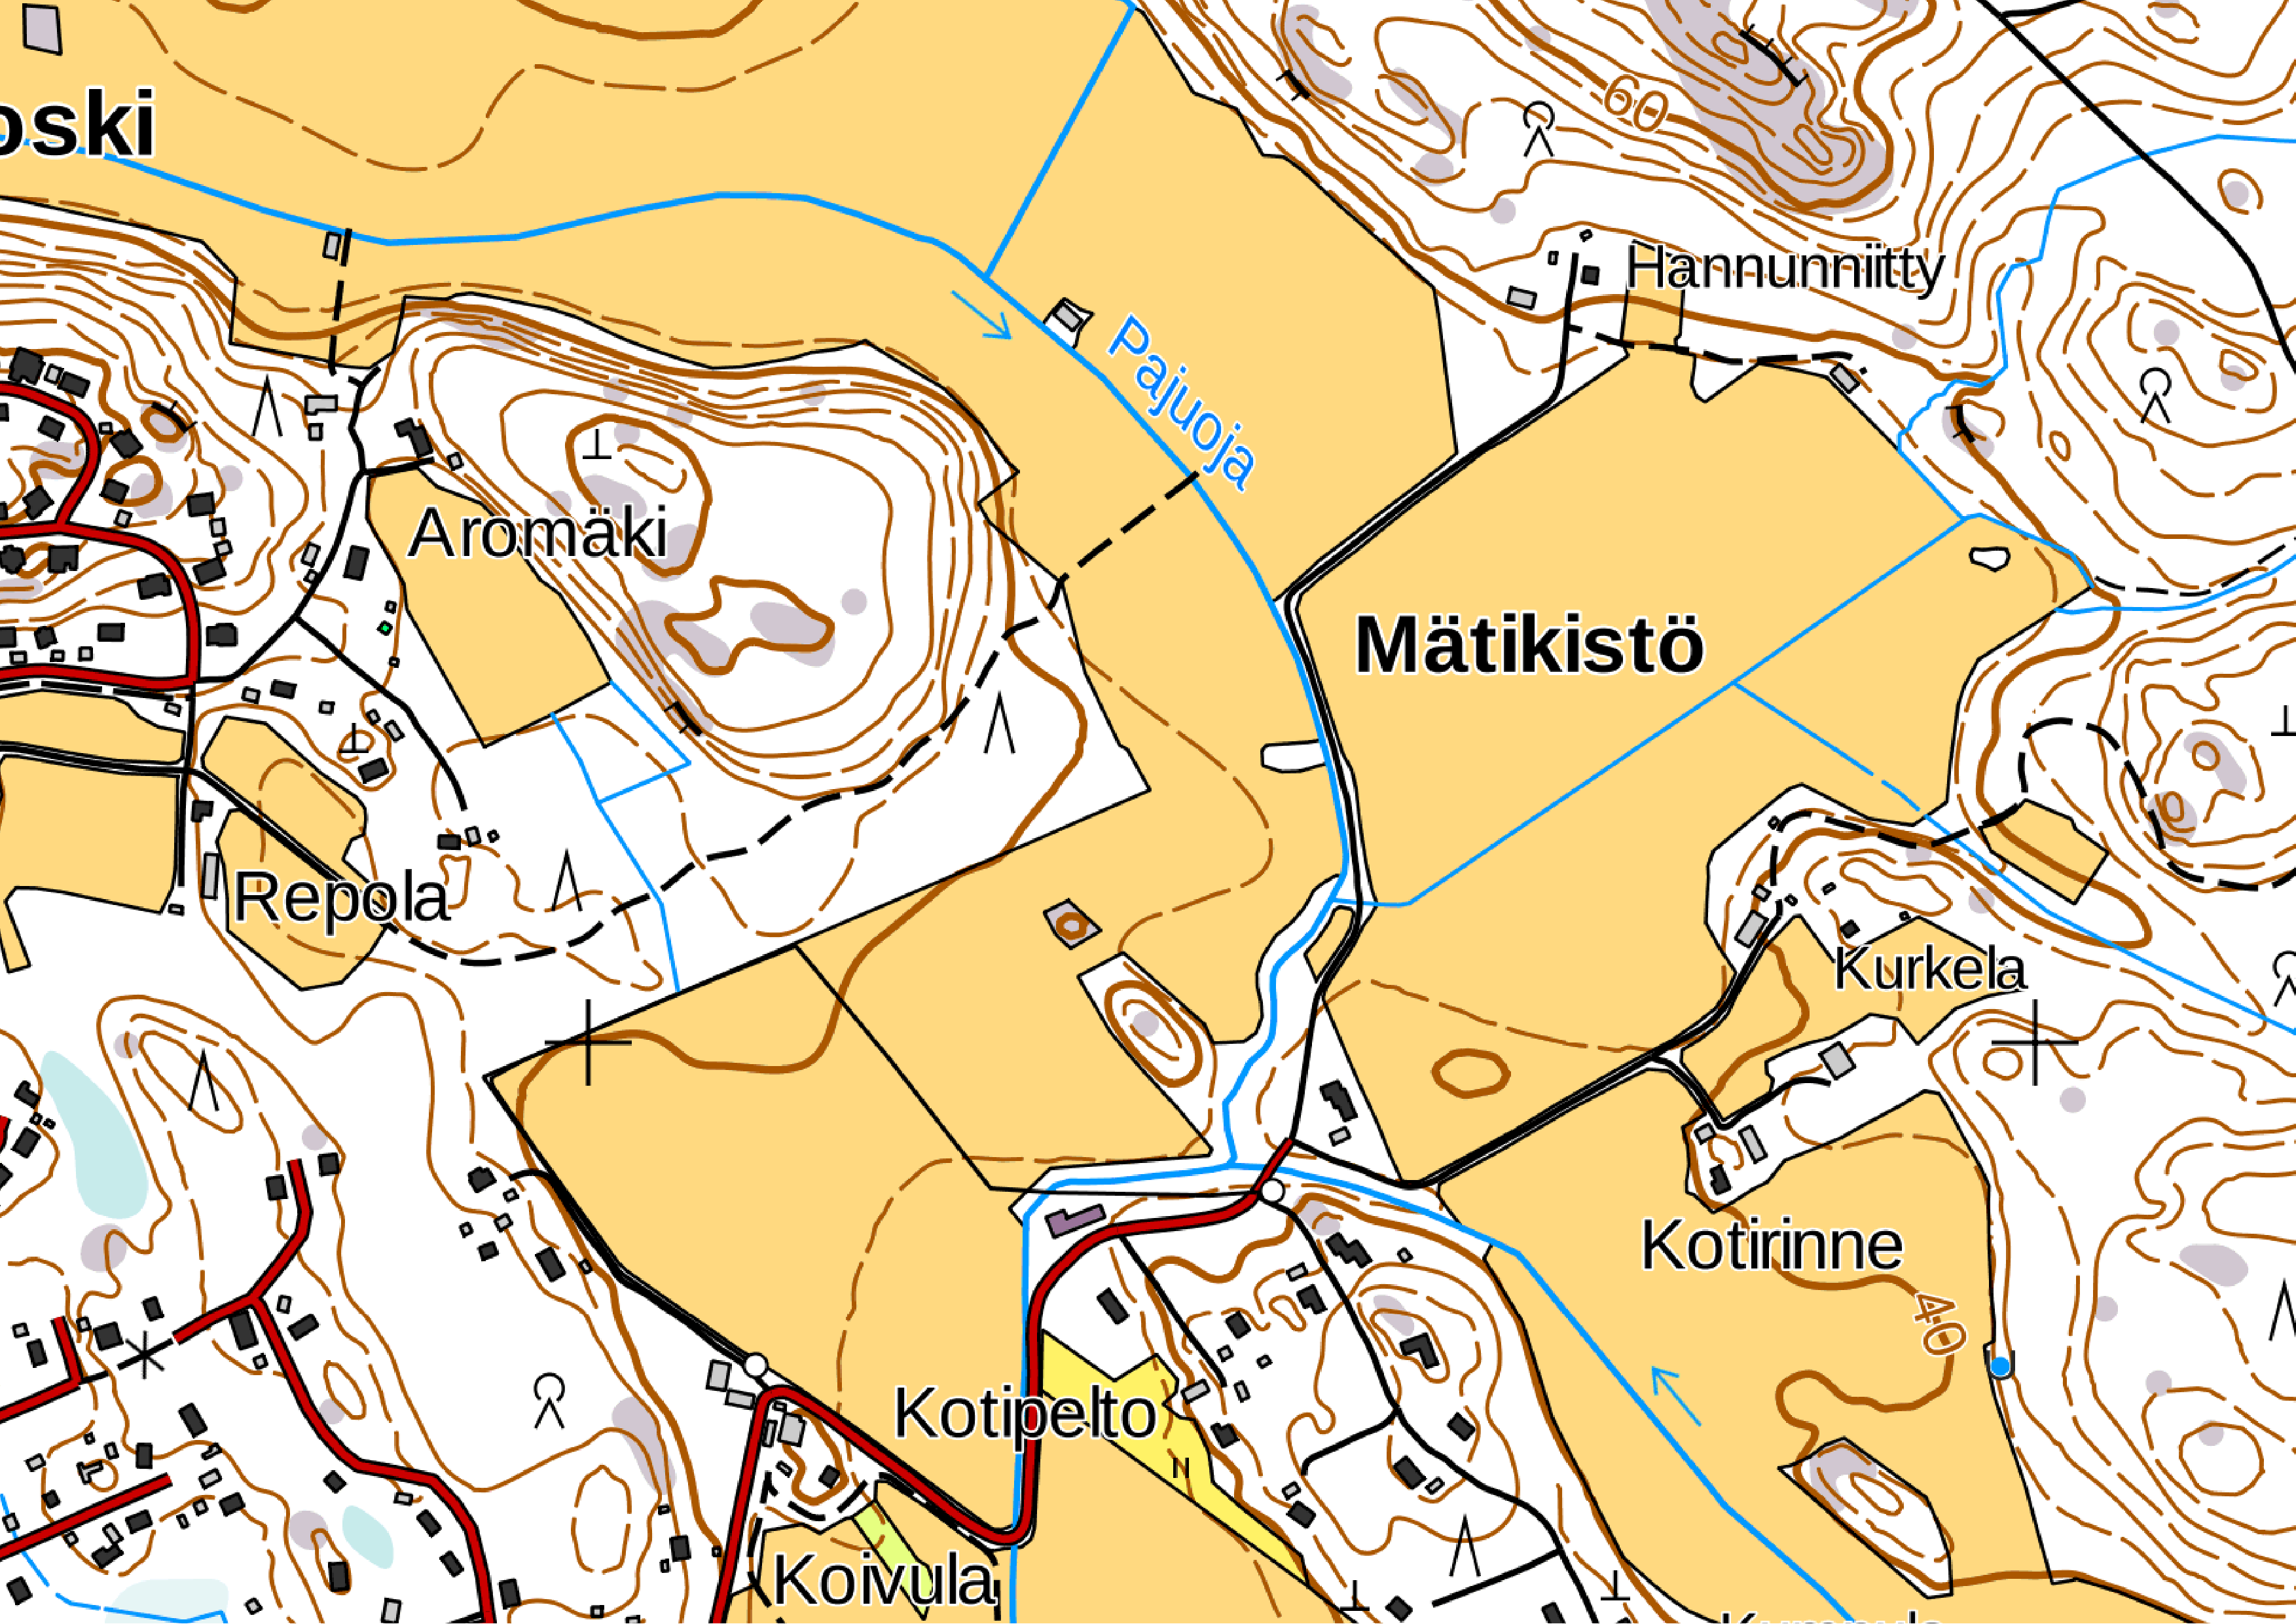 60
oski
Hannunniitty
Pajuoja
Aromäki
Mätikistö
Repola
Kurkela
Kotirinne
40
Kotipelto
Koivula